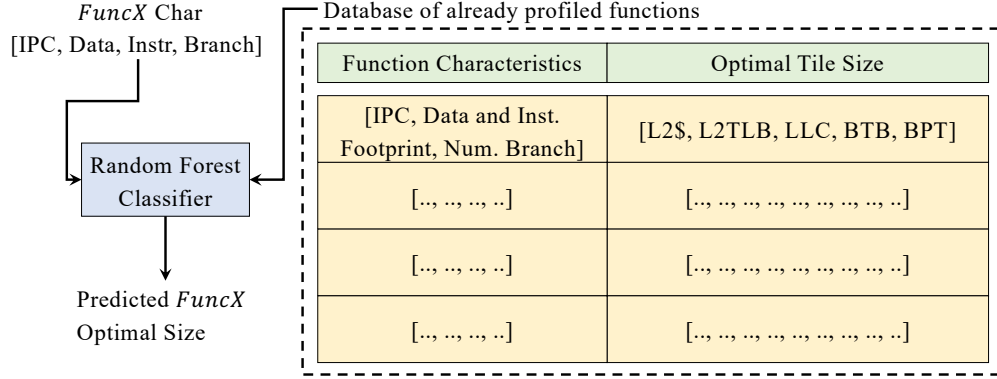 FuncX Char
[IPC, Data, Instr, Branch]
Database of already profiled functions
Random Forest
Classifier
Predicted FuncX
Optimal Size
Function Characteristics
Optimal Tile Size
[IPC, Data and Inst.
Footprint, Num. Branch]
[L2$, L2TLB, LLC, BTB, BPT]
[.., .., .., ..]
[.., .., .., .., .., .., .., ..]
[.., .., .., ..]
[.., .., .., .., .., .., .., ..]
[.., .., .., ..]
[.., .., .., .., .., .., .., ..]